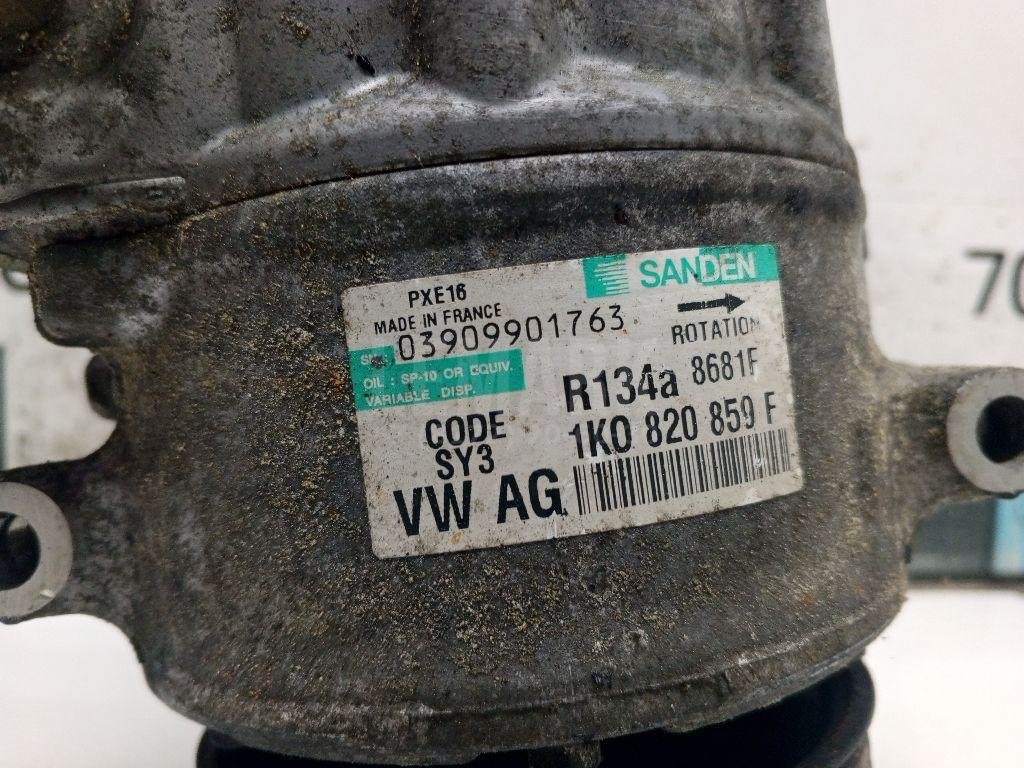 SANDEN
PXE16
MADE IN FRANCE
03909901763
ROTATION
OIL : SP-10 OR EQUIV.
VARIABLE DISP.
R134a 8681F
CODE
SY3
1K0 820 859 F
VW AG
70